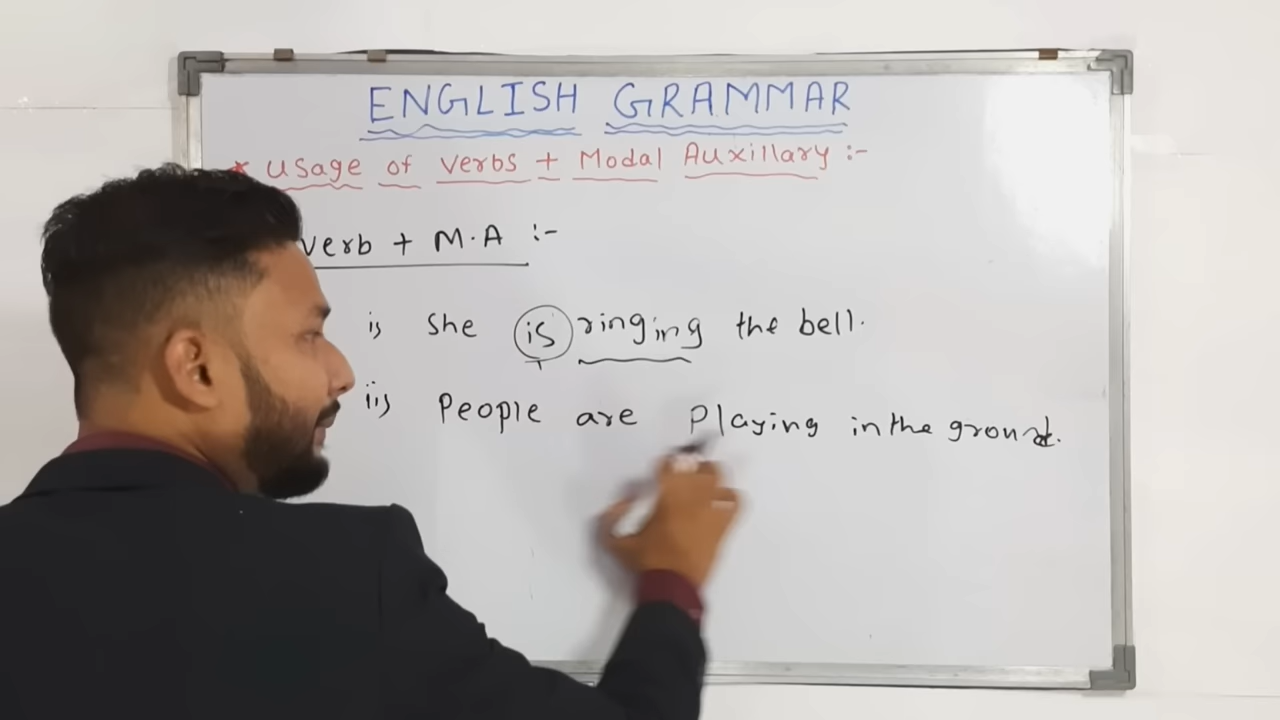 ENGLISH GRAMMAR
* Usage of Verbs + Modal Auxillary :-
verb + M.A :-
i> She is ringing the bell.
ii> People are Playing in the ground.